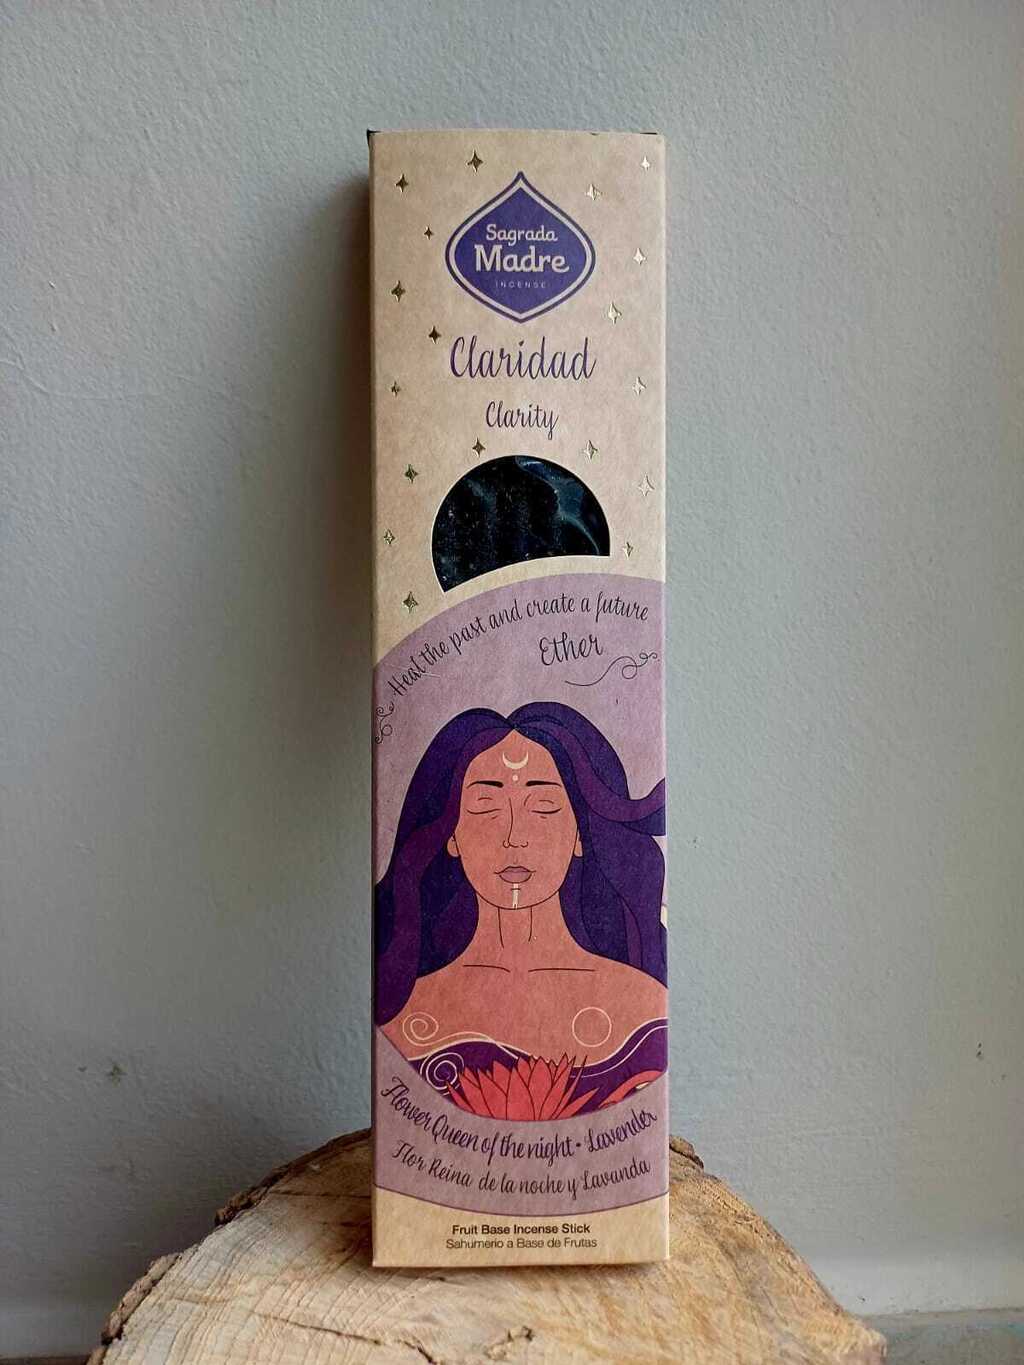 Sagrada
Madre
INCENSE
Claridad
Clarity
Heal the past and create a future
Ether
Flower Queen of the night • Lavender
Flor Reina de la noche y Lavanda
Fruit Base Incense Stick
Sahumerio a Base de Frutas